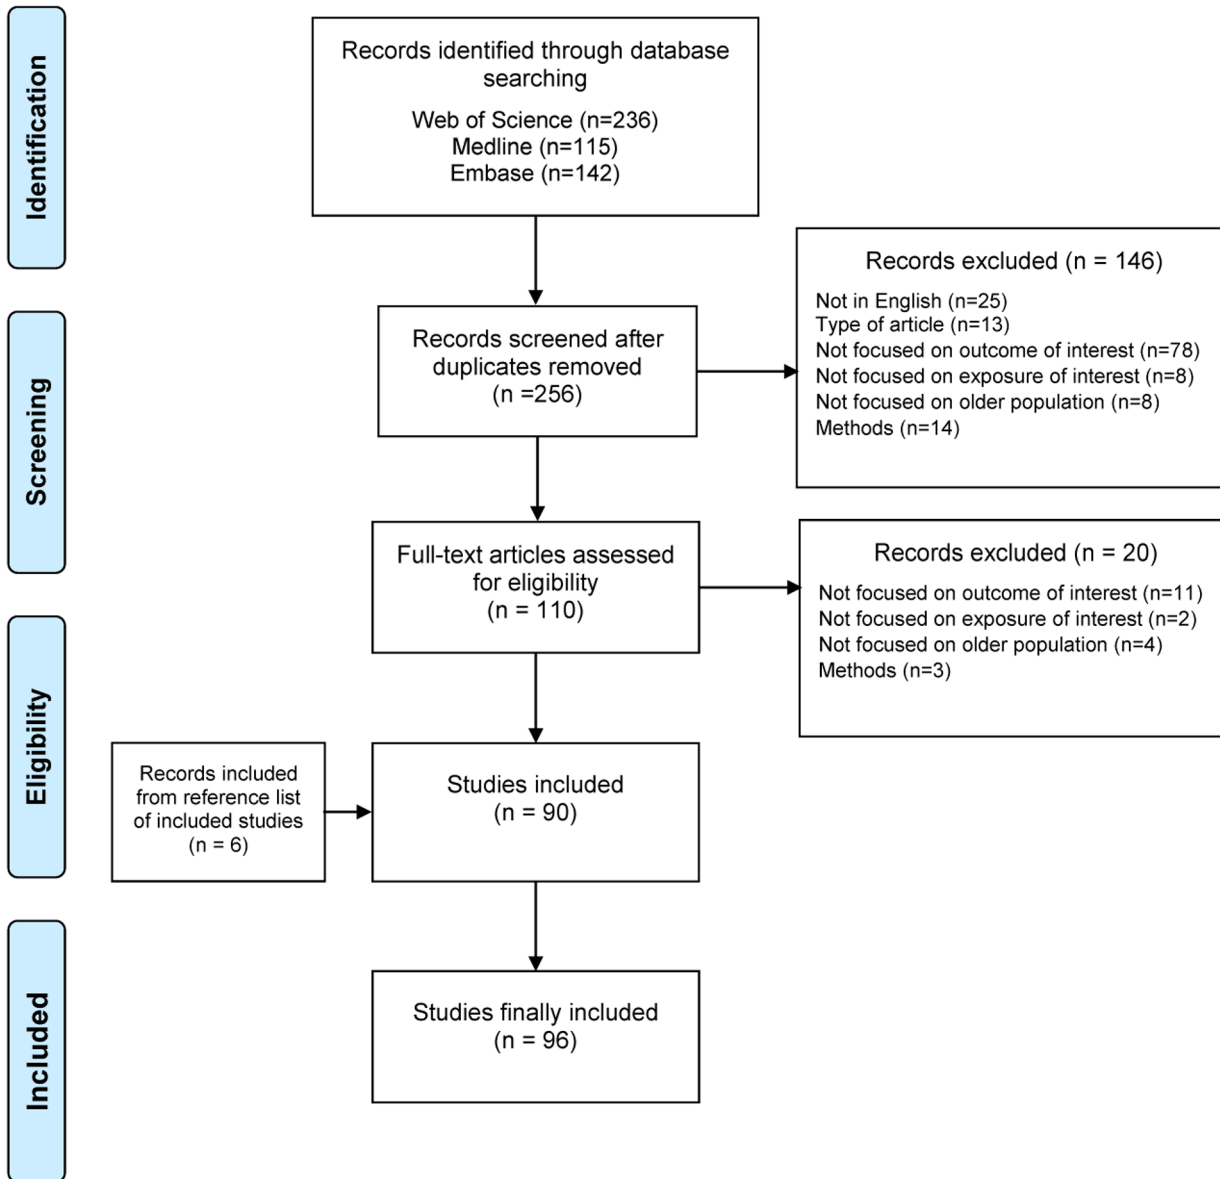 Identification
Records identified through database
searching
Web of Science (n=236)
Medline (n=115)
Embase (n=142)
Records excluded (n = 146)
Not in English (n=25)
Type of article (n=13)
Not focused on outcome of interest (n=78)
Not focused on exposure of interest (n=8)
Not focused on older population (n=8)
Methods (n=14)
Screening
Records screened after
duplicates removed
(n =256)
Full-text articles assessed
for eligibility
(n = 110)
Records excluded (n = 20)
Not focused on outcome of interest (n=11)
Not focused on exposure of interest (n=2)
Not focused on older population (n=4)
Methods (n=3)
Eligibility
Records included
from reference list
of included studies
(n = 6)
Studies included
(n = 90)
Included
Studies finally included
(n = 96)